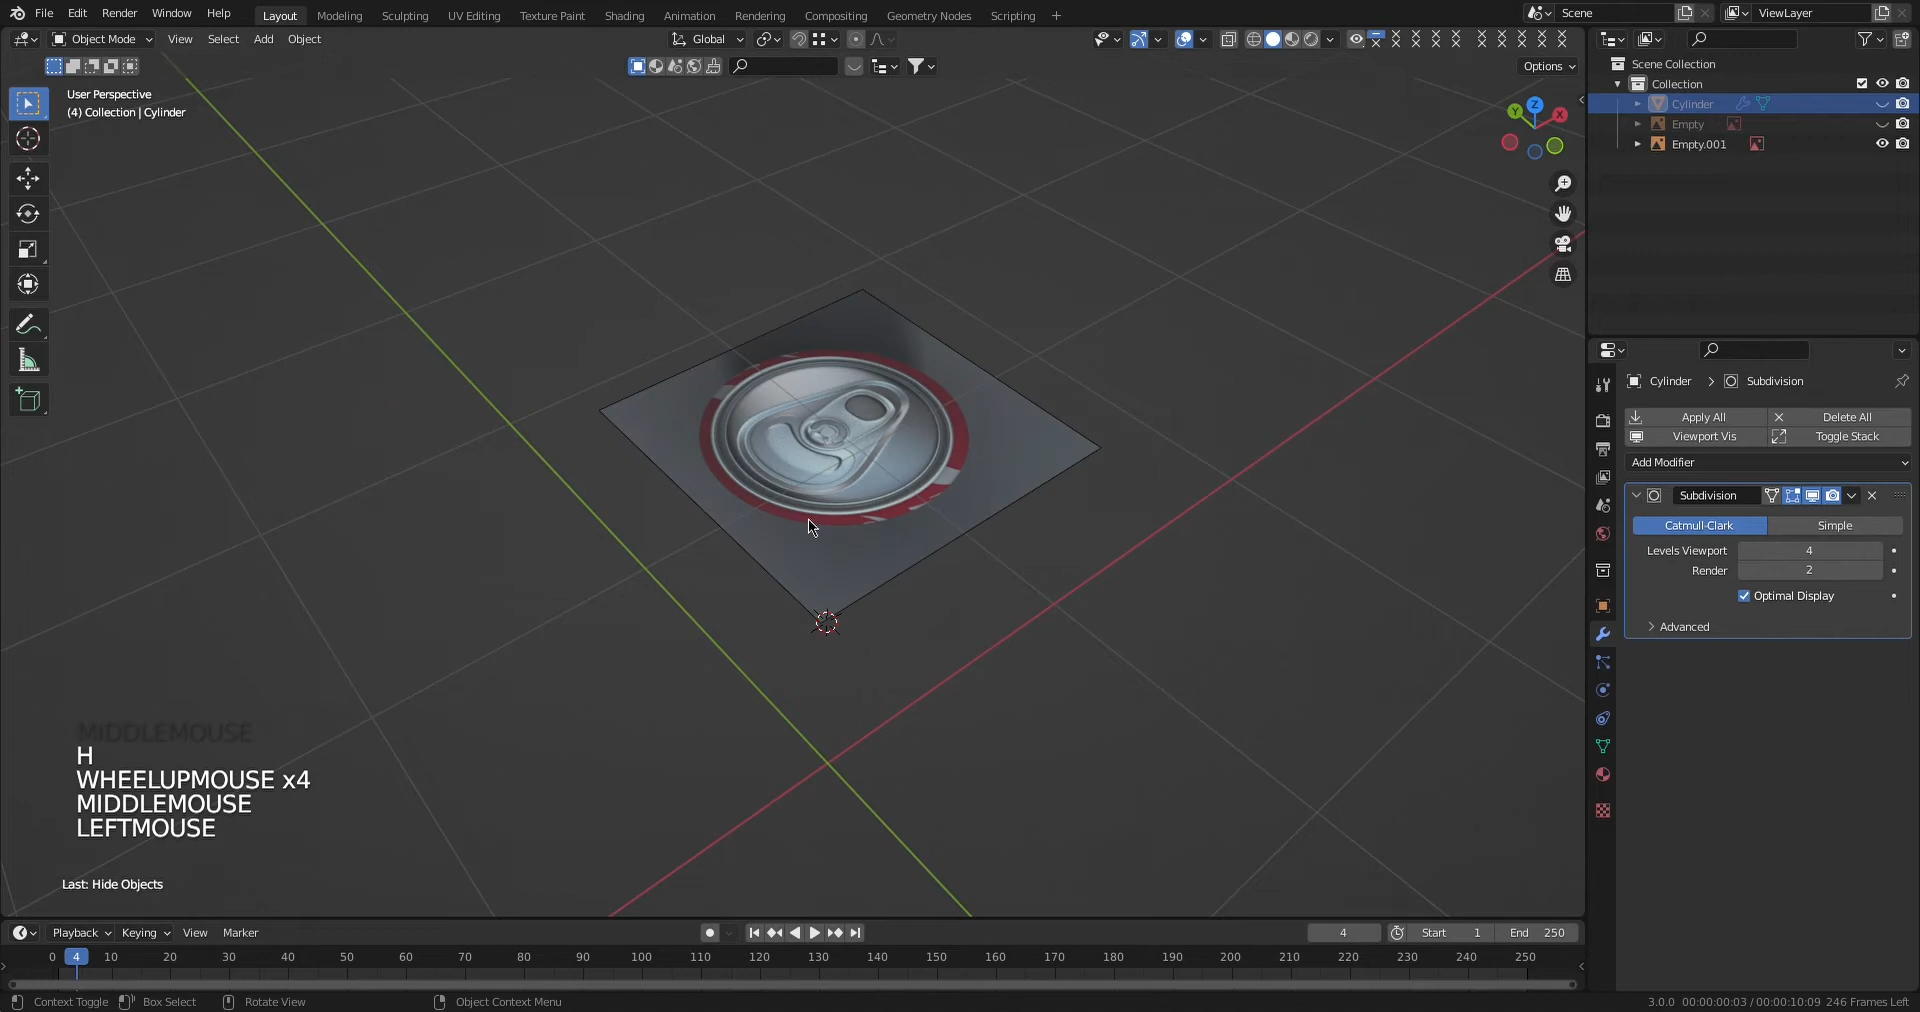 File Edit Render Window Help Layout Modeling Sculpting UV Editing Texture Paint Shading Animation Rendering Compositing Geometry Nodes Scripting + Scene ViewLayer
Object Mode View Select Add Object Global
Options
User Perspective
(4) Collection | Cylinder
Z
Y
X
Scene Collection
Collection
Cylinder
Empty
Empty.001
Cylinder > Subdivision
Apply All Delete All
Viewport Vis Toggle Stack
Add Modifier
Subdivision
Catmull-Clark Simple
Levels Viewport 4
Render 2
Optimal Display
Advanced
MIDDLEMOUSE
H
WHEELUPMOUSE x4
MIDDLEMOUSE
LEFTMOUSE
Last: Hide Objects
Playback Keying View Marker 4 Start 1 End 250
0 4 10 20 30 40 50 60 70 80 90 100 110 120 130 140 150 160 170 180 190 200 210 220 230 240 250
Context Toggle Box Select Rotate View Object Context Menu 3.0.0 00:00:00:03 / 00:00:10:09 246 Frames Left